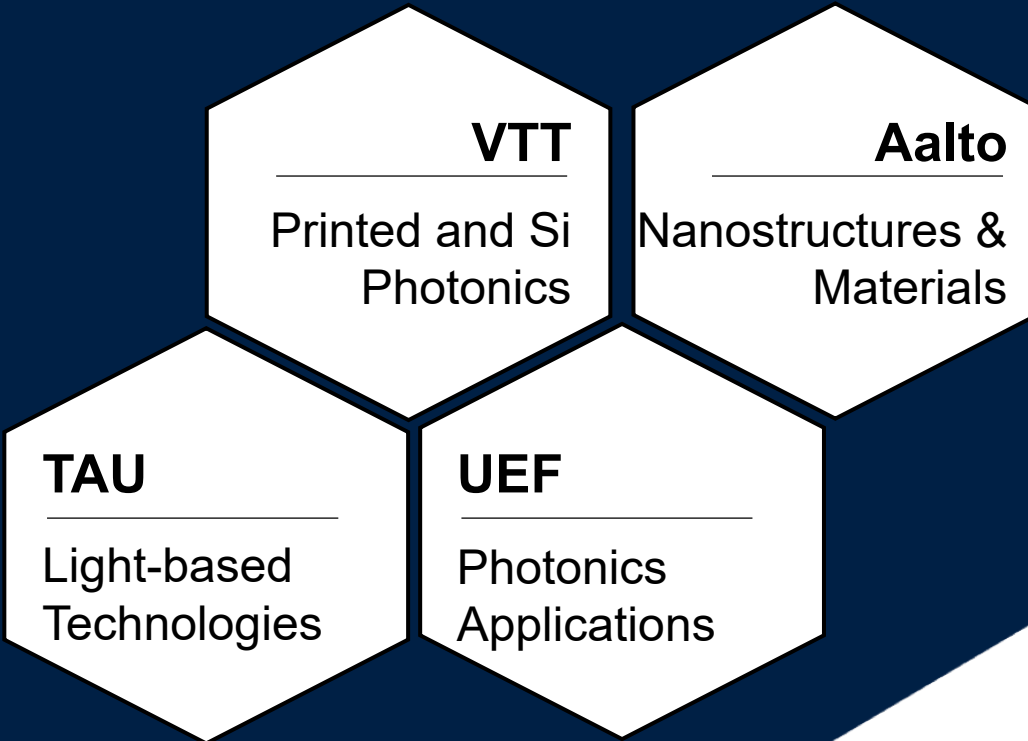 VTT
Printed and Si
Photonics
Aalto
Nanostructures &
Materials
TAU
Light-based
Technologies
UEF
Photonics
Applications